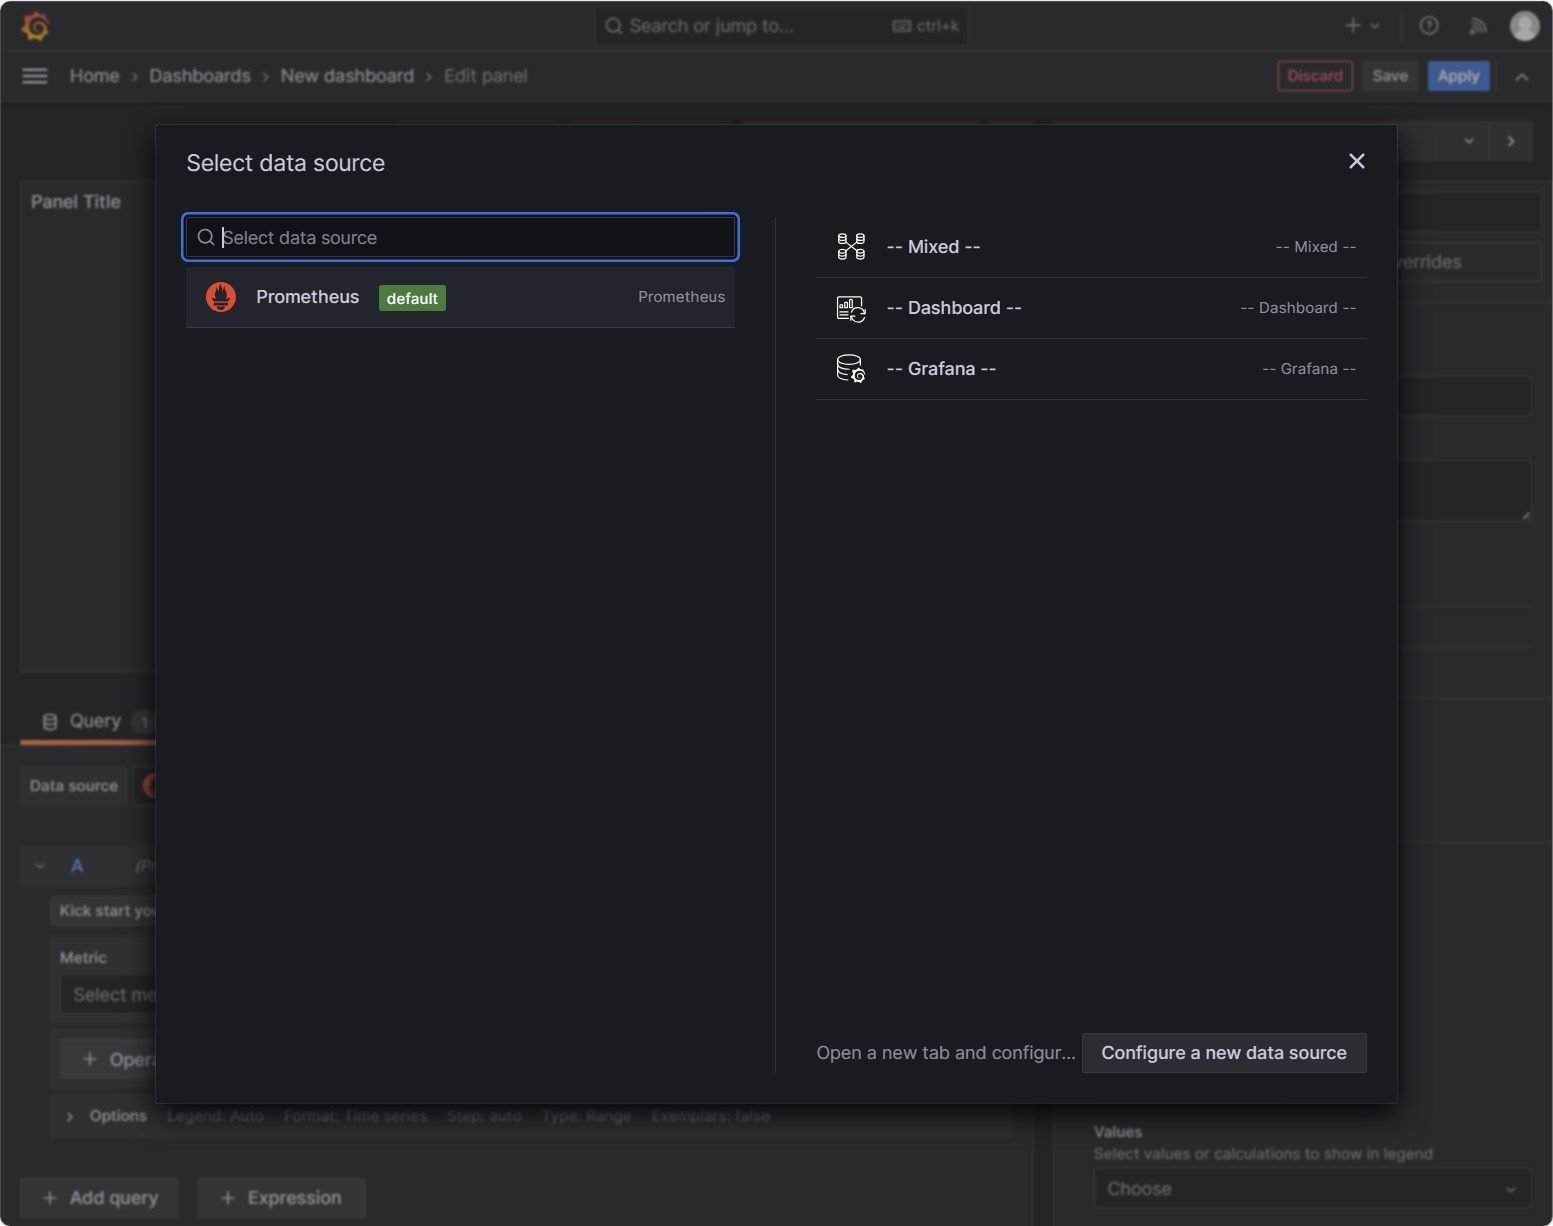 Search or jump to... ctrl+k
Home › Dashboards › New dashboard › Edit panel
Discard Save Apply
Panel Title
Select data source
Select data source
Prometheus default Prometheus
-- Mixed -- -- Mixed --
-- Dashboard -- -- Dashboard --
-- Grafana -- -- Grafana --
Open a new tab and configur... Configure a new data source
verrides
Query 1
Data source
A (Pr
Kick start you
Metric
Select me
+ Opera
Options Legend: Auto Format: Time series Step: auto Type: Range Exemplars: false
+ Add query + Expression
Values
Select values or calculations to show in legend
Choose